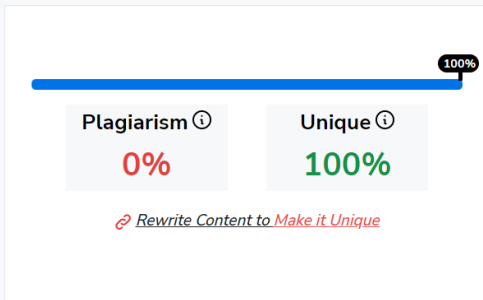 100%
Plagiarism
0%
Unique
100%
Rewrite Content to Make it Unique